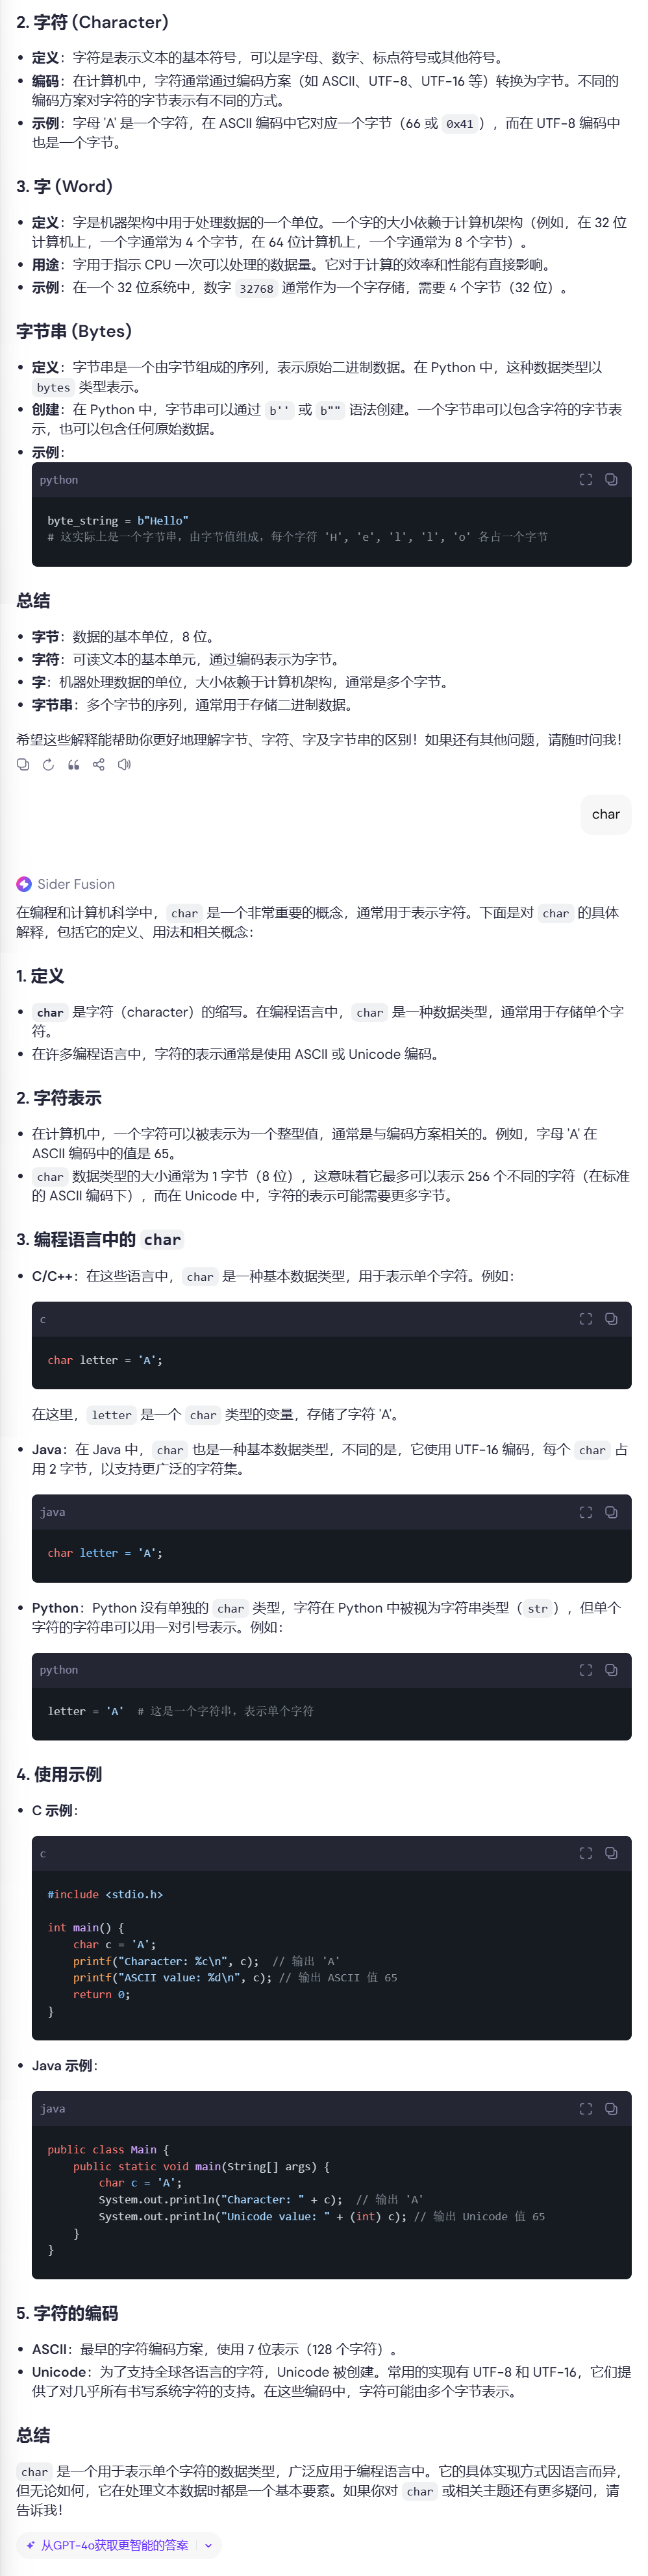 2. 字符 (Character)
定义：字符是表示文本的基本符号，可以是字母、数字、标点符号或其他符号。
编码：在计算机中，字符通常通过编码方案（如 ASCII、UTF-8、UTF-16 等）转换为字节。不同的
编码方案对字符的字节表示有不同的方式。
示例：字母 'A' 是一个字符，在 ASCII 编码中它对应一个字节（66 或 0x41），而在 UTF-8 编码中
也是一个字节。
3. 字 (Word)
定义：字是机器架构中用于处理数据的一个单位。一个字的大小依赖于计算机架构（例如，在 32 位
计算机上，一个字通常为 4 个字节，在 64 位计算机上，一个字通常为 8 个字节）。
用途：字用于指示 CPU 一次可以处理的数据量。它对于计算的效率和性能有直接影响。
示例：在一个 32 位系统中，数字 32768 通常作为一个字存储，需要 4 个字节（32 位）。
字节串 (Bytes)
定义：字节串是一个由字节组成的序列，表示原始二进制数据。在 Python 中，这种数据类型以
bytes 类型表示。
创建：在 Python 中，字节串可以通过 b'' 或 b"" 语法创建。一个字节串可以包含字符的字节表
示，也可以包含任何原始数据。
示例：
python
byte_string = b"Hello"
# 这实际上是一个字节串，由字节值组成，每个字符 'H', 'e', 'l', 'l', 'o' 各占一个字节
总结
字节：数据的基本单位，8 位。
字符：可读文本的基本单元，通过编码表示为字节。
字：机器处理数据的单位，大小依赖于计算机架构，通常是多个字节。
字节串：多个字节的序列，通常用于存储二进制数据。
希望这些解释能帮助你更好地理解字节、字符、字及字节串的区别！如果还有其他问题，请随时问我！
char
Sider Fusion
在编程和计算机科学中，char 是一个非常重要的概念，通常用于表示字符。下面是对 char 的具体
解释，包括它的定义、用法和相关概念：
1. 定义
char 是字符（character）的缩写。在编程语言中，char 是一种数据类型，通常用于存储单个字
符。
在许多编程语言中，字符的表示通常是使用 ASCII 或 Unicode 编码。
2. 字符表示
在计算机中，一个字符可以被表示为一个整型值，通常是与编码方案相关的。例如，字母 'A' 在
ASCII 编码中的值是 65。
char 数据类型的大小通常为 1 字节（8 位），这意味着它最多可以表示 256 个不同的字符（在标准
的 ASCII 编码下），而在 Unicode 中，字符的表示可能需要更多字节。
3. 编程语言中的 char
C/C++：在这些语言中，char 是一种基本数据类型，用于表示单个字符。例如：
c
char letter = 'A';
在这里，letter 是一个 char 类型的变量，存储了字符 'A'。
Java：在 Java 中，char 也是一种基本数据类型，不同的是，它使用 UTF-16 编码，每个 char 占
用 2 字节，以支持更广泛的字符集。
java
char letter = 'A';
Python：Python 没有单独的 char 类型，字符在 Python 中被视为字符串类型（str），但单个
字符的字符串可以用一对引号表示。例如：
python
letter = 'A'  # 这是一个字符串，表示单个字符
4. 使用示例
C 示例：
c
#include <stdio.h>
int main() {
    char c = 'A';
    printf("Character: %c\n", c);  // 输出 'A'
    printf("ASCII value: %d\n", c); // 输出 ASCII 值 65
    return 0;
}
Java 示例：
java
public class Main {
    public static void main(String[] args) {
        char c = 'A';
        System.out.println("Character: " + c);  // 输出 'A'
        System.out.println("Unicode value: " + (int) c); // 输出 Unicode 值 65
    }
}
5. 字符的编码
ASCII：最早的字符编码方案，使用 7 位表示（128 个字符）。
Unicode：为了支持全球各语言的字符，Unicode 被创建。常用的实现有 UTF-8 和 UTF-16，它们提
供了对几乎所有书写系统字符的支持。在这些编码中，字符可能由多个字节表示。
总结
char 是一个用于表示单个字符的数据类型，广泛应用于编程语言中。它的具体实现方式因语言而异，
但无论如何，它在处理文本数据时都是一个基本要素。如果你对 char 或相关主题还有更多疑问，请
告诉我！
从GPT-4o获取更智能的答案